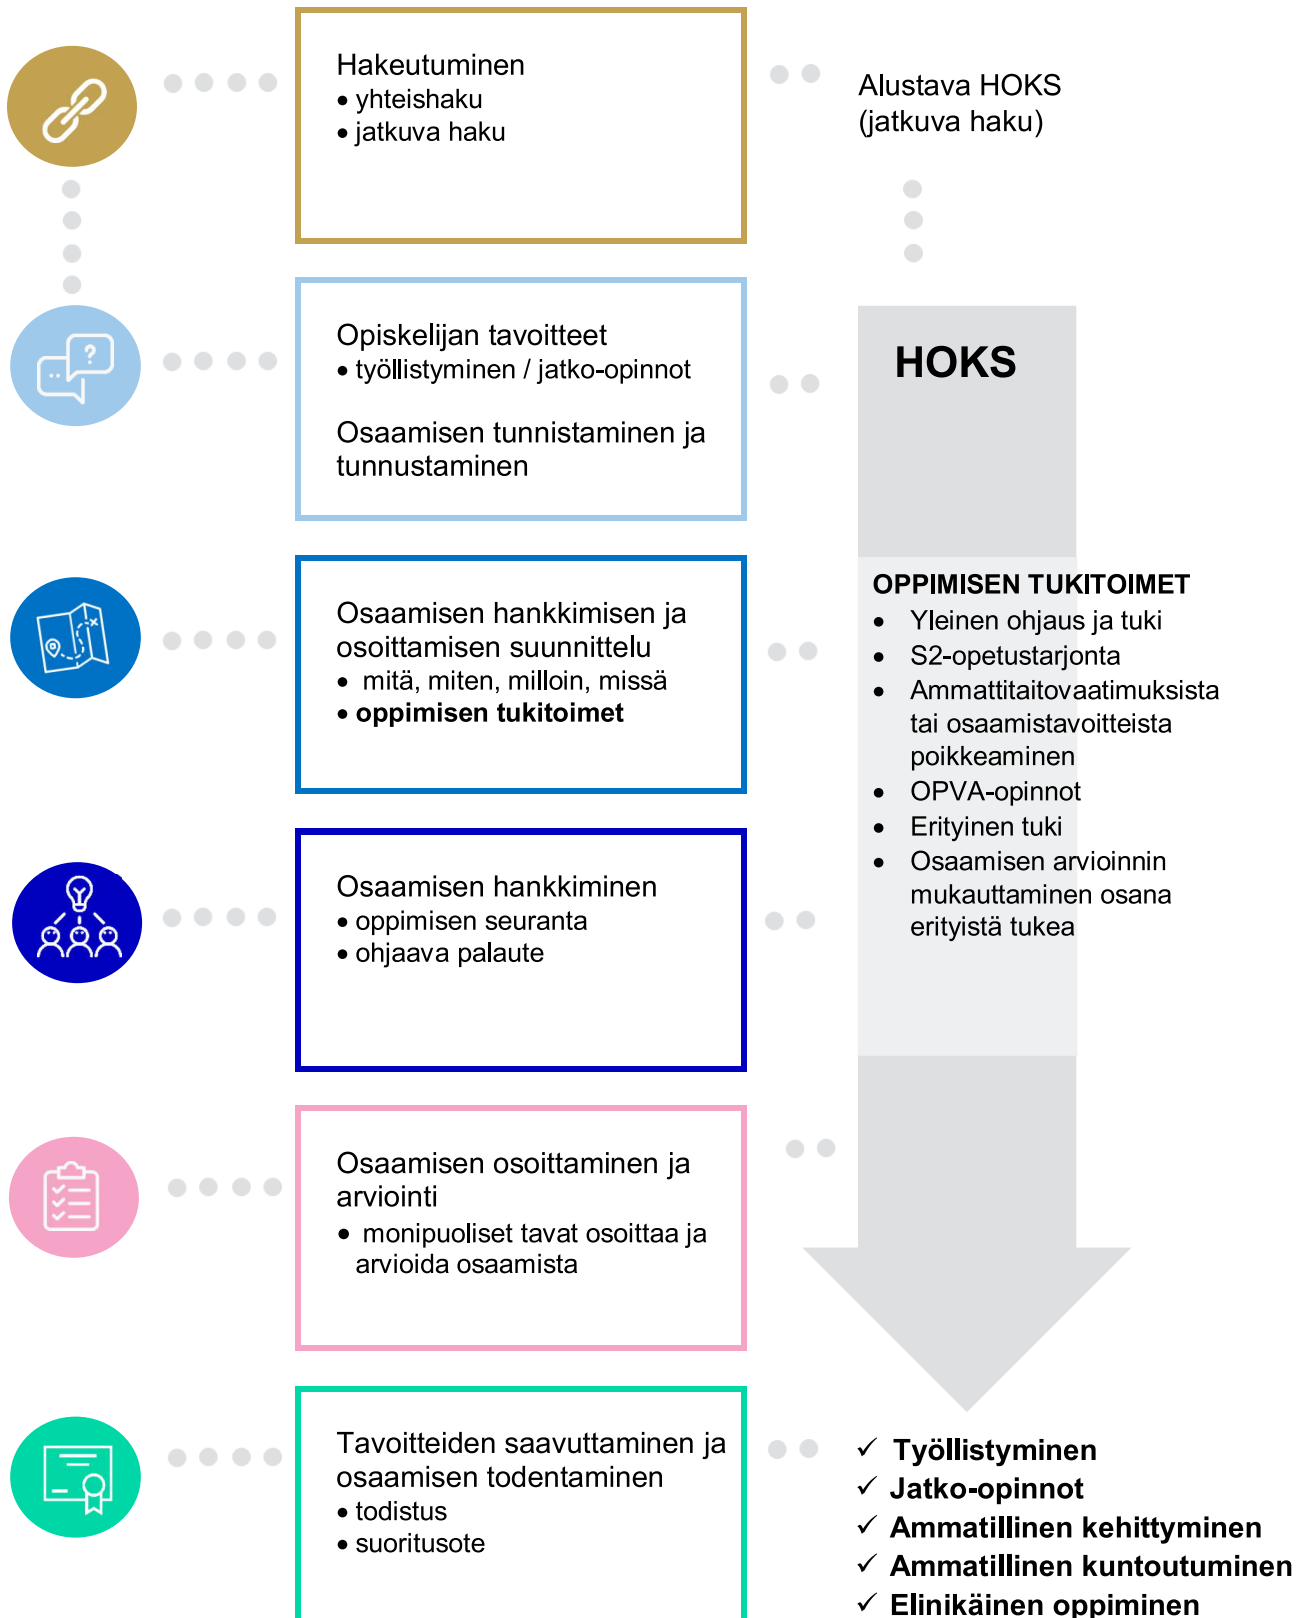 Hakeutuminen
• yhteishaku
• jatkuva haku
Alustava HOKS
(jatkuva haku)
Opiskelijan tavoitteet
• työllistyminen / jatko-opinnot
Osaamisen tunnistaminen ja
tunnustaminen
HOKS
Osaamisen hankkimisen ja
osoittamisen suunnittelu
• mitä, miten, milloin, missä
• oppimisen tukitoimet
OPPIMISEN TUKITOIMET
• Yleinen ohjaus ja tuki
• S2-opetustarjonta
• Ammattitaitovaatimuksista
tai osaamistavoitteista
poikkeaminen
• OPVA-opinnot
• Erityinen tuki
• Osaamisen arvioinnin
mukauttaminen osana
erityistä tukea
Osaamisen hankkiminen
• oppimisen seuranta
• ohjaava palaute
Osaamisen osoittaminen ja
arviointi
• monipuoliset tavat osoittaa ja
arvioida osaamista
Tavoitteiden saavuttaminen ja
osaamisen todentaminen
• todistus
• suoritusote
✓ Työllistyminen
✓ Jatko-opinnot
✓ Ammatillinen kehittyminen
✓ Ammatillinen kuntoutuminen
✓ Elinikäinen oppiminen